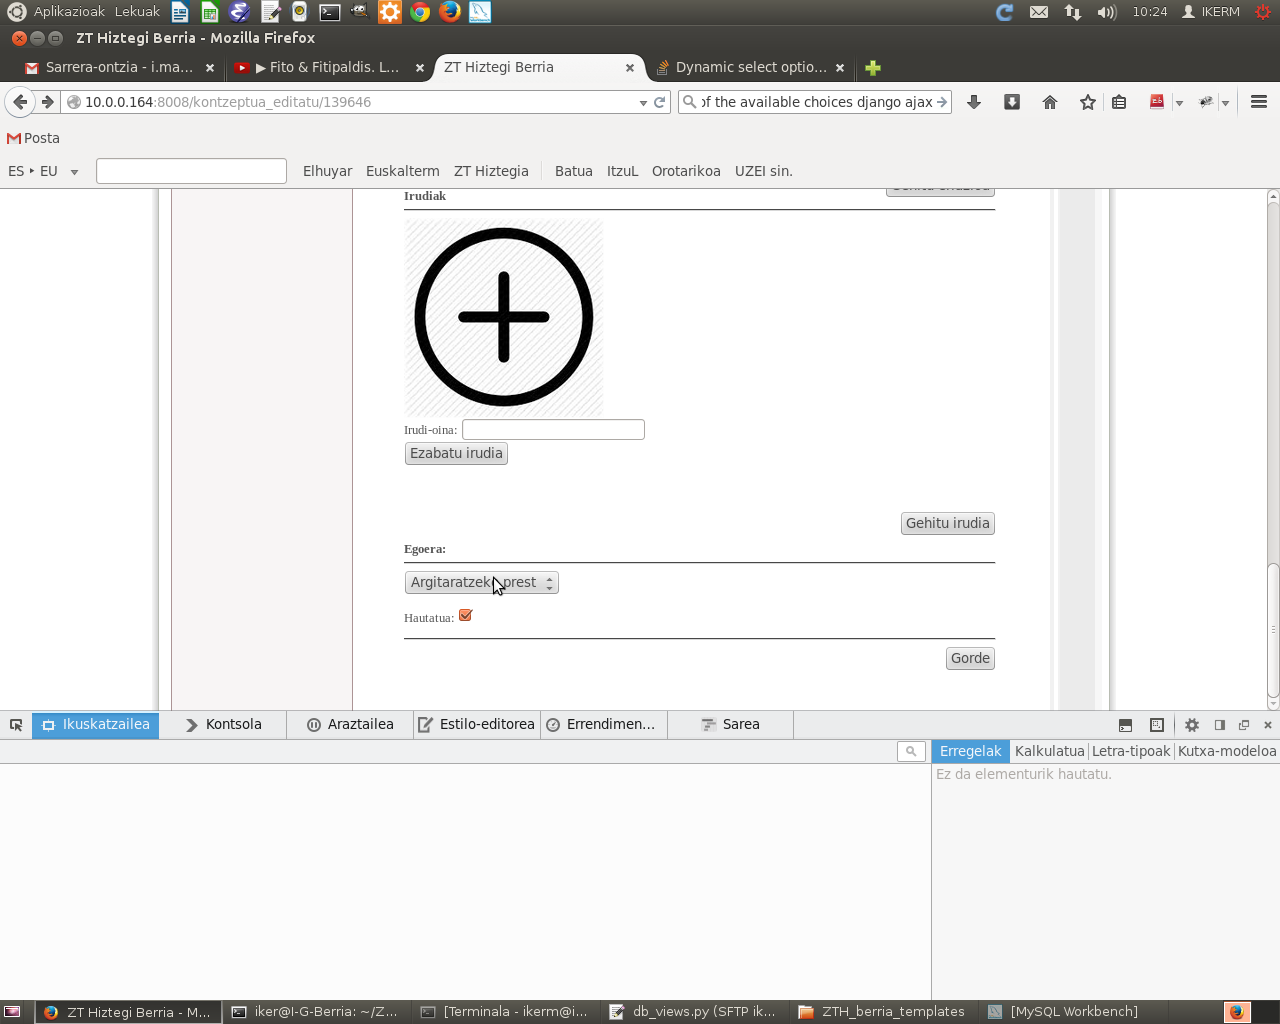 Aplikazioak Lekuak 10:24 IKERM
ZT Hiztegi Berria - Mozilla Firefox
Sarrera-ontzia - i.ma... ▶ Fito & Fitipaldis. L... ZT Hiztegi Berria Dynamic select optio...
10.0.0.164:8008/kontzeptua_editatu/139646 of the available choices django ajax
Posta
ES ▸ EU Elhuyar Euskalterm ZT Hiztegia Batua ItzuL Orotarikoa UZEI sin.
Irudiak
Irudi-oina:
Ezabatu irudia
Gehitu irudia
Egoera:
Argitaratzeko prest
Hautatua:
Gorde
Ikuskatzailea Kontsola Araztailea Estilo-editorea Errendimen... Sarea
Erregelak Kalkulatua Letra-tipoak Kutxa-modeloa
Ez da elementurik hautatu.
ZT Hiztegi Berria - M... iker@I-G-Berria: ~/Z... [Terminala - ikerm@i... db_views.py (SFTP ik... ZTH_berria_templates [MySQL Workbench]